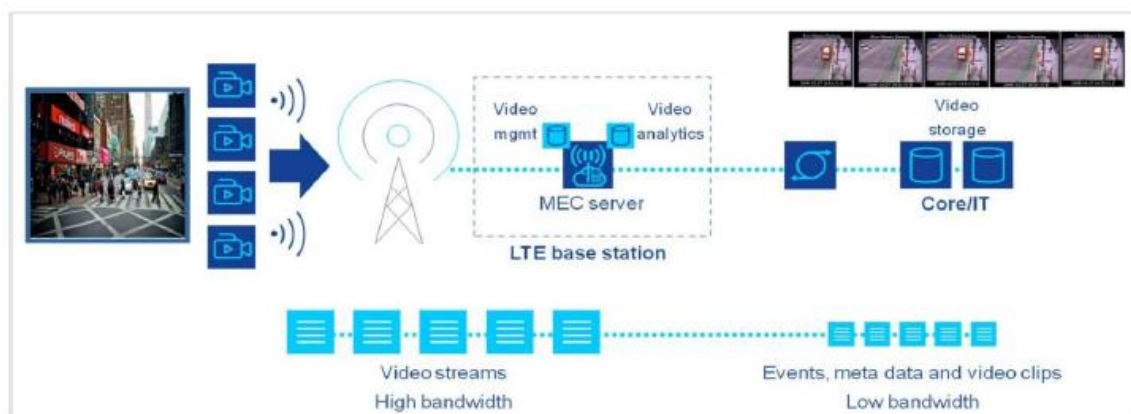 Video
mgmt
Video
analytics
MEC server
LTE base station
Video
storage
Core/IT
Video streams
High bandwidth
Events, meta data and video clips
Low bandwidth